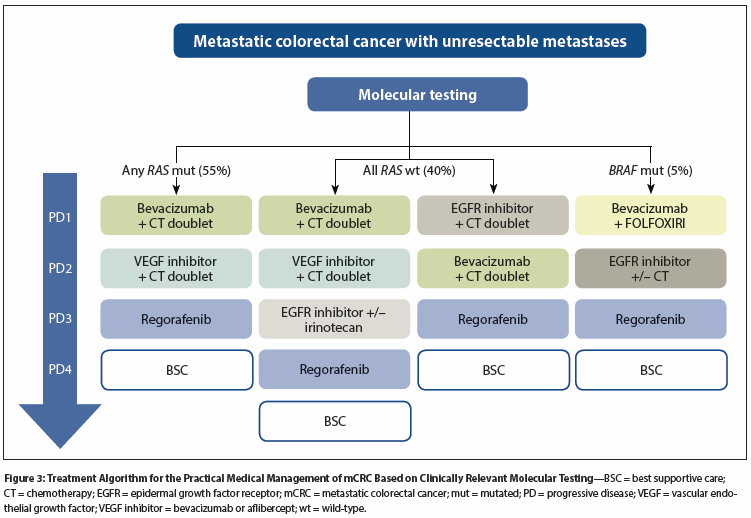 Metastatic colorectal cancer with unresectable metastases
Molecular testing
Any RAS mut (55%)
All RAS wt (40%)
BRAF mut (5%)
PD1
Bevacizumab
+ CT doublet
Bevacizumab
+ CT doublet
EGFR inhibitor
+ CT doublet
Bevacizumab
+ FOLFOXIRI
PD2
VEGF inhibitor
+ CT doublet
VEGF inhibitor
+ CT doublet
Bevacizumab
+ CT doublet
EGFR inhibitor
+/– CT
PD3
Regorafenib
EGFR inhibitor +/–
irinotecan
Regorafenib
Regorafenib
PD4
BSC
Regorafenib
BSC
BSC
BSC
Figure 3: Treatment Algorithm for the Practical Medical Management of mCRC Based on Clinically Relevant Molecular Testing—BSC = best supportive care;
CT = chemotherapy; EGFR = epidermal growth factor receptor; mCRC = metastatic colorectal cancer; mut = mutated; PD = progressive disease; VEGF = vascular endo-
thelial growth factor; VEGF inhibitor = bevacizumab or aflibercept; wt = wild-type.